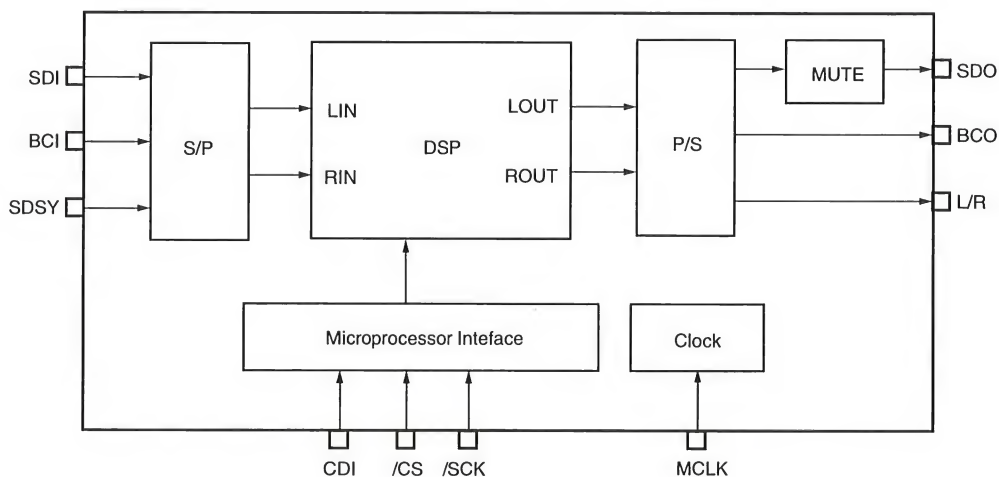 SDI
BCI
SDSY
S/P
LIN
RIN
DSP
LOUT
ROUT
P/S
MUTE
SDO
BCO
L/R
Microprocessor Inteface
Clock
CDI
/CS
/SCK
MCLK